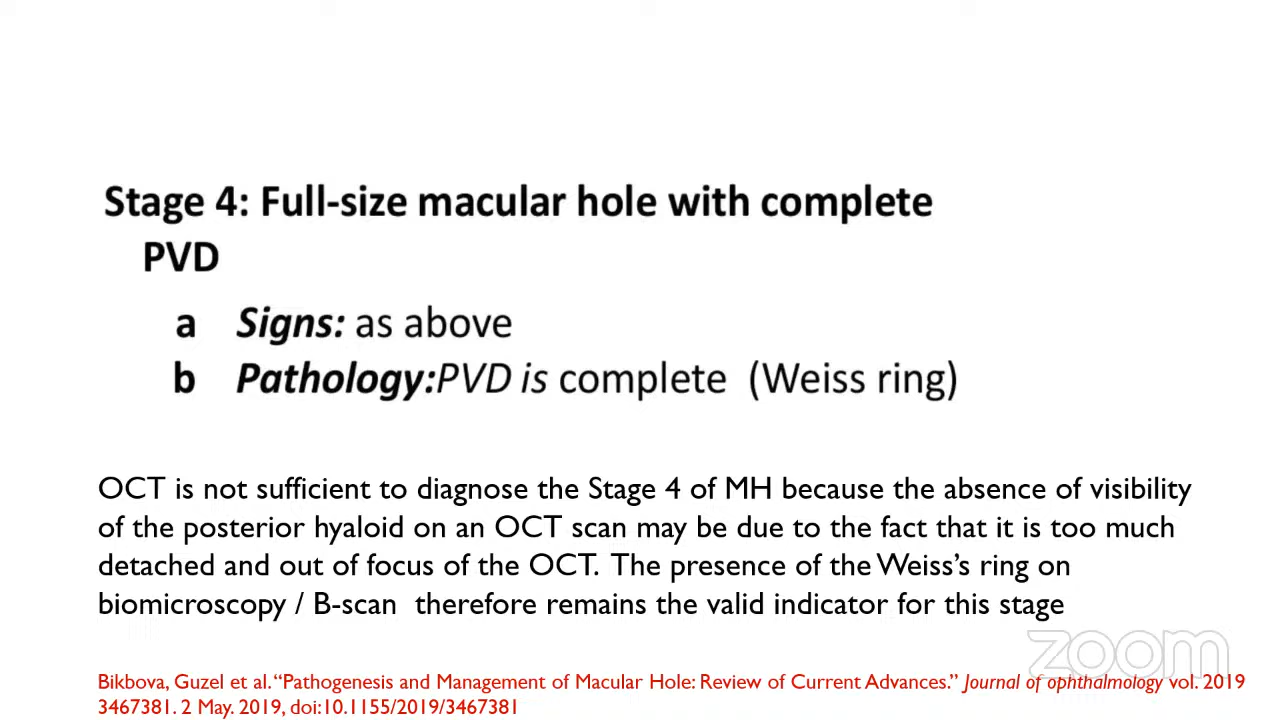 Stage 4: Full-size macular hole with complete
PVD
a Signs: as above
b Pathology:PVD is complete (Weiss ring)
OCT is not sufficient to diagnose the Stage 4 of MH because the absence of visibility
of the posterior hyaloid on an OCT scan may be due to the fact that it is too much
detached and out of focus of the OCT. The presence of the Weiss's ring on
biomicroscopy / B-scan therefore remains the valid indicator for this stage
zoom
Bikbova, Guzel et al. “Pathogenesis and Management of Macular Hole: Review of Current Advances.” Journal of ophthalmology vol. 2019
3467381. 2 May. 2019, doi:10.1155/2019/3467381